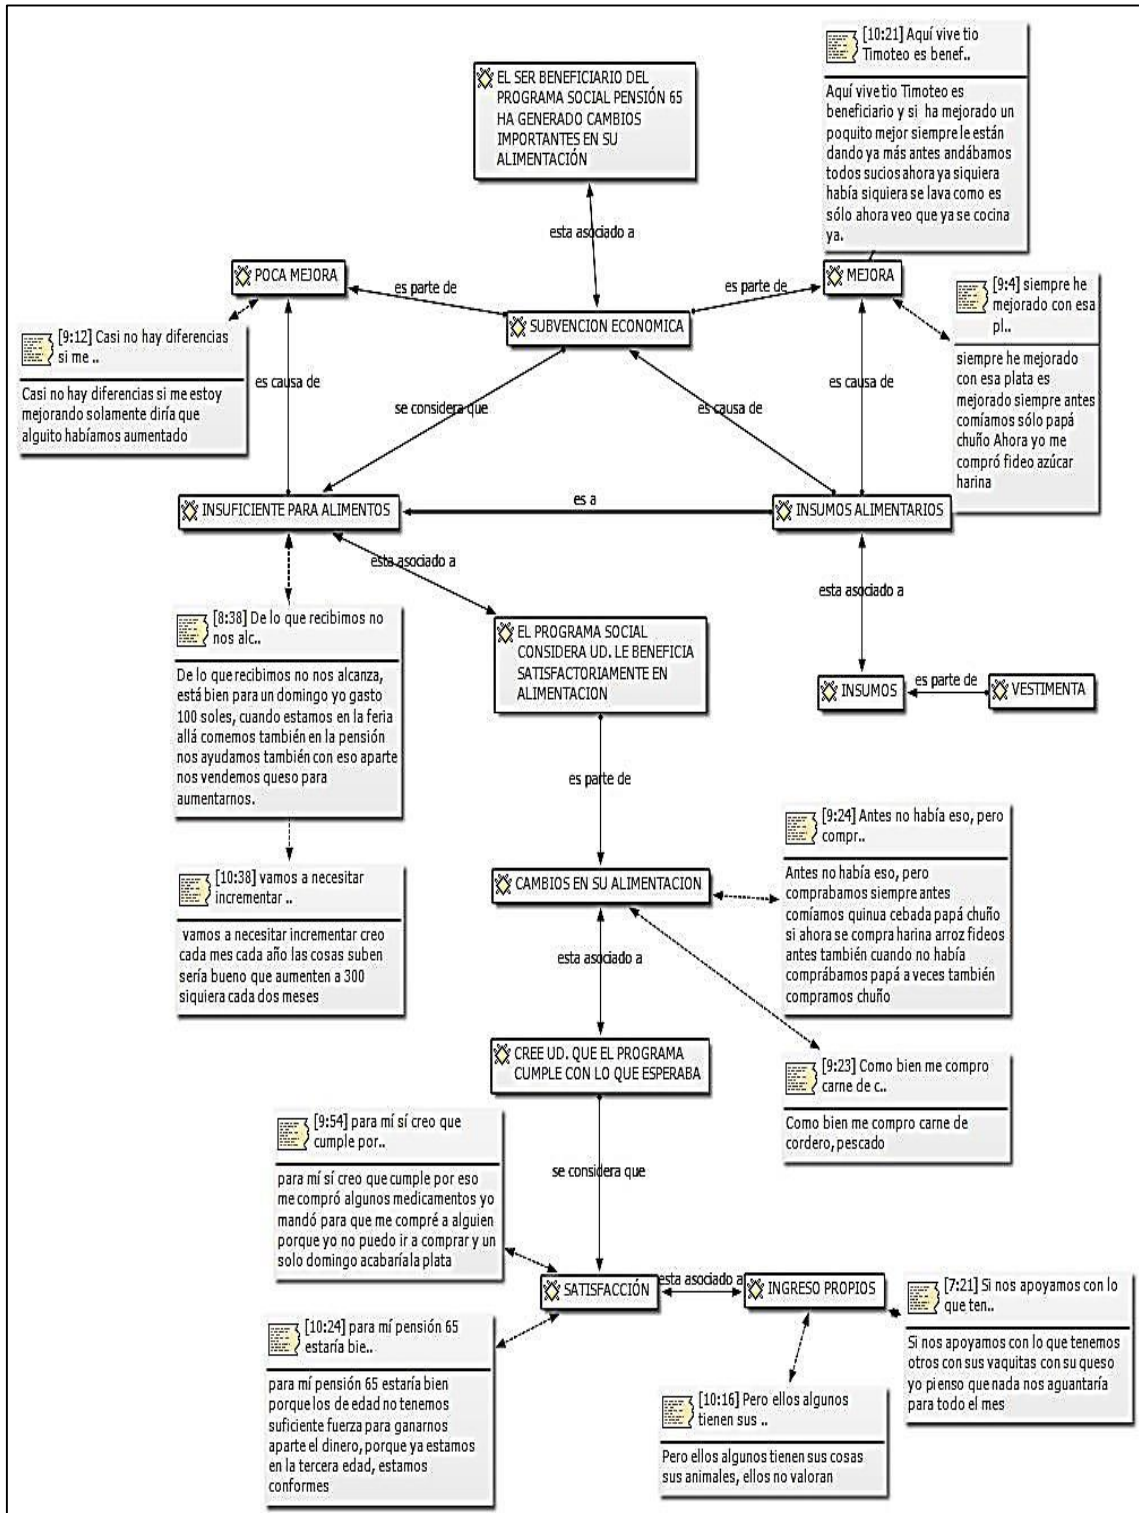 [10:21] Aquí vive tio
Timoteo es benef..
Aquí vive tio Timoteo es
beneficiario y si ha mejorado un
poquito mejor siempre le están
dando ya más antes andábamos
todos sucios ahora ya siquiera
había siquiera se lava como es
sólo ahora veo que ya se cocina
ya.
EL SER BENEFICIARIO DEL
PROGRAMA SOCIAL PENSIÓN 65
HA GENERADO CAMBIOS
IMPORTANTES EN SU
ALIMENTACIÓN
esta asociado a
POCA MEJORA
es parte de
es parte de
MEJORA
SUBVENCION ECONOMICA
[9:4] siempre he
mejorado con esa
pl..
siempre he mejorado
con esa plata es
mejorado siempre antes
comíamos sólo papá
chuño Ahora yo me
compró fideo azúcar
harina
[9:12] Casi no hay diferencias
si me ..
Casi no hay diferencias si me estoy
mejorando solamente diría que
alguito habíamos aumentado
es causa de
se considera que
es causa de
es causa de
INSUFICIENTE PARA ALIMENTOS
es a
INSUMOS ALIMENTARIOS
esta asociado a
esta asociado a
[8:38] De lo que recibimos no
nos alc..
De lo que recibimos no nos alcanza,
está bien para un domingo yo gasto
100 soles, cuando estamos en la feria
allá comemos también en la pensión
nos ayudamos también con eso aparte
nos vendemos queso para
aumentarnos.
EL PROGRAMA SOCIAL
CONSIDERA UD. LE BENEFICIA
SATISFACTORIAMENTE EN
ALIMENTACION
INSUMOS
es parte de
VESTIMENTA
es parte de
[10:38] vamos a necesitar
incrementar ..
vamos a necesitar incrementar creo
cada mes cada año las cosas suben
sería bueno que aumenten a 300
siquiera cada dos meses
CAMBIOS EN SU ALIMENTACION
[9:24] Antes no había eso, pero
compr..
Antes no había eso, pero
comprabamos siempre antes
comíamos quinua cebada papá chuño
si ahora se compra harina arroz fideos
antes también cuando no había
comprábamos papá a veces también
compramos chuño
esta asociado a
CREE UD. QUE EL PROGRAMA
CUMPLE CON LO QUE ESPERABA
[9:23] Como bien me compro
carne de c..
Como bien me compro carne de
cordero, pescado
[9:54] para mí sí creo que
cumple por..
para mí sí creo que cumple por eso
me compró algunos medicamentos yo
mandó para que me compré a alguien
porque yo no puedo ir a comprar y un
solo domingo acabaríala plata
se considera que
SATISFACCIÓN
esta asociado a
INGRESO PROPIOS
[7:21] Si nos apoyamos con lo
que ten..
Si nos apoyamos con lo que tenemos
otros con sus vaquitas con su queso
yo pienso que nada nos aguantaría
para todo el mes
[10:24] para mí pensión 65
estaría bie..
para mí pensión 65 estaría bien
porque los de edad no tenemos
suficiente fuerza para ganarnos
aparte el dinero, porque ya estamos
en la tercera edad, estamos
conformes
[10:16] Pero ellos algunos
tienen sus ..
Pero ellos algunos tienen sus cosas
sus animales, ellos no valoran